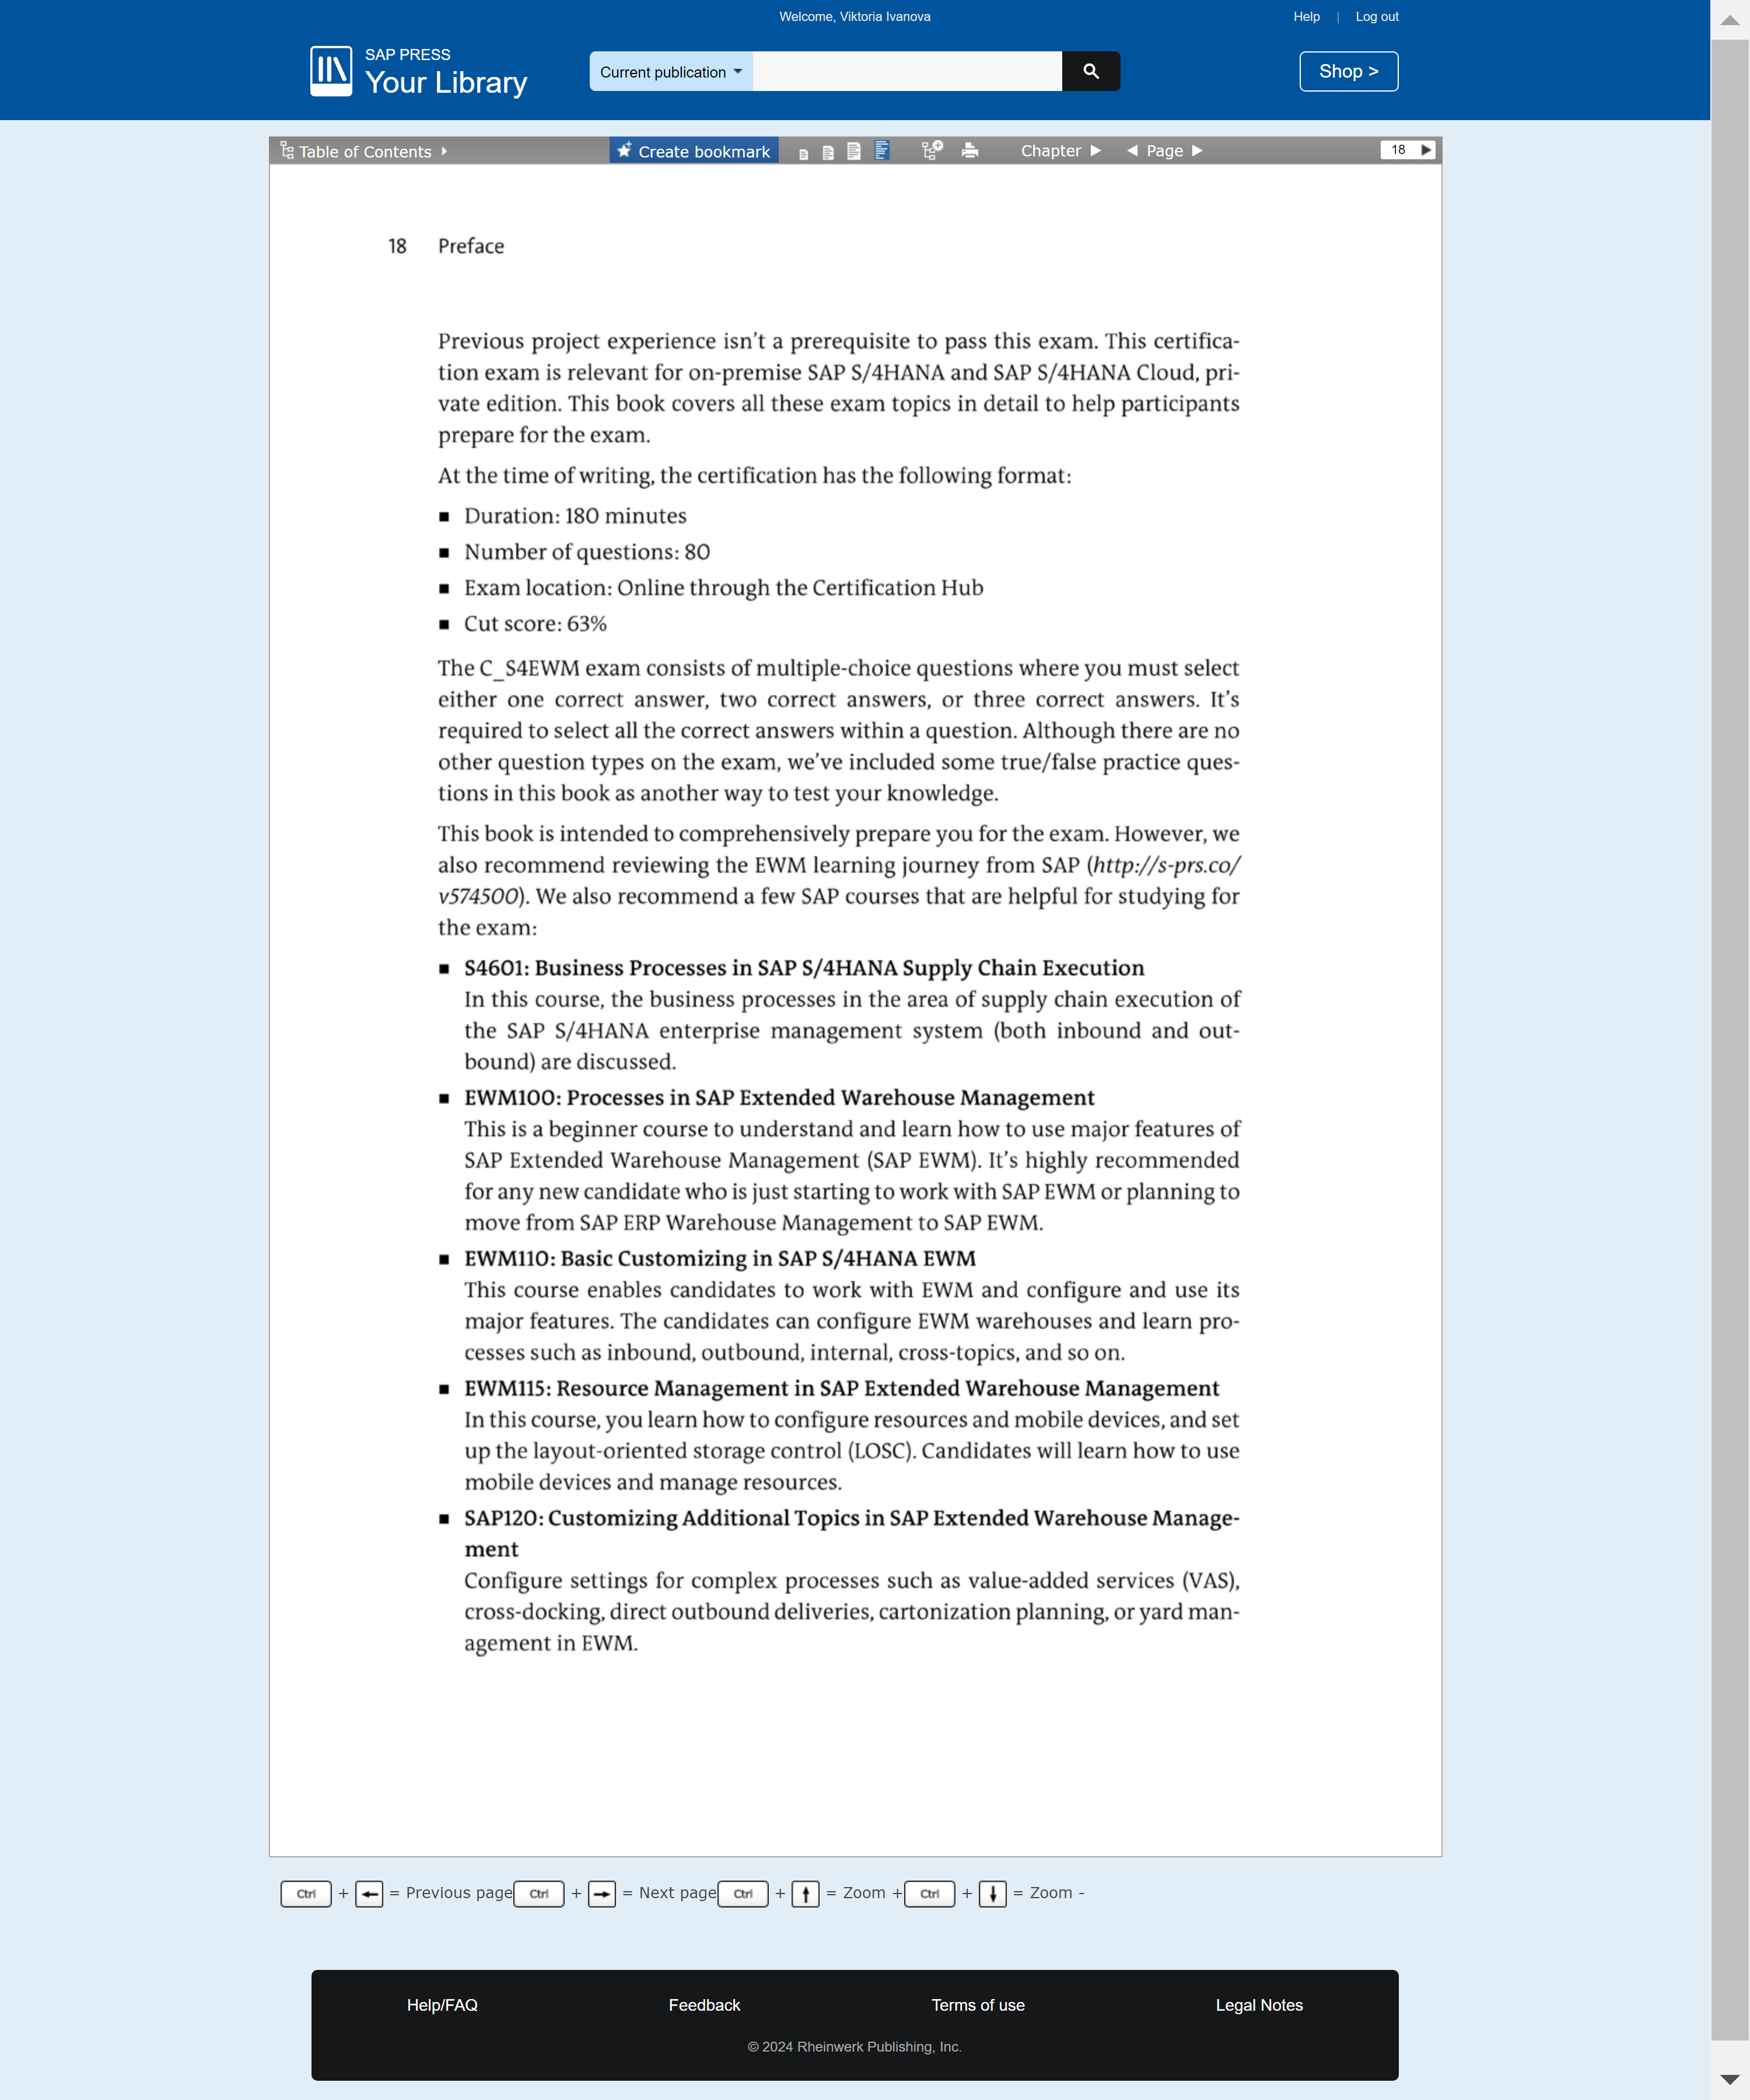 Welcome, Viktoria Ivanova
Help | Log out
SAP PRESS
Your Library
Current publication
Shop >
Table of Contents
Create bookmark
Chapter
Page
18
18 Preface
Previous project experience isn't a prerequisite to pass this exam. This certifica-
tion exam is relevant for on-premise SAP S/4HANA and SAP S/4HANA Cloud, pri-
vate edition. This book covers all these exam topics in detail to help participants
prepare for the exam.
At the time of writing, the certification has the following format:
■ Duration: 180 minutes
■ Number of questions: 80
■ Exam location: Online through the Certification Hub
■ Cut score: 63%
The C_S4EWM exam consists of multiple-choice questions where you must select
either one correct answer, two correct answers, or three correct answers. It's
required to select all the correct answers within a question. Although there are no
other question types on the exam, we've included some true/false practice ques-
tions in this book as another way to test your knowledge.
This book is intended to comprehensively prepare you for the exam. However, we
also recommend reviewing the EWM learning journey from SAP (http://s-prs.co/
v574500). We also recommend a few SAP courses that are helpful for studying for
the exam:
■ S4601: Business Processes in SAP S/4HANA Supply Chain Execution
In this course, the business processes in the area of supply chain execution of
the SAP S/4HANA enterprise management system (both inbound and out-
bound) are discussed.
■ EWM100: Processes in SAP Extended Warehouse Management
This is a beginner course to understand and learn how to use major features of
SAP Extended Warehouse Management (SAP EWM). It's highly recommended
for any new candidate who is just starting to work with SAP EWM or planning to
move from SAP ERP Warehouse Management to SAP EWM.
■ EWM110: Basic Customizing in SAP S/4HANA EWM
This course enables candidates to work with EWM and configure and use its
major features. The candidates can configure EWM warehouses and learn pro-
cesses such as inbound, outbound, internal, cross-topics, and so on.
■ EWM115: Resource Management in SAP Extended Warehouse Management
In this course, you learn how to configure resources and mobile devices, and set
up the layout-oriented storage control (LOSC). Candidates will learn how to use
mobile devices and manage resources.
■ SAP120: Customizing Additional Topics in SAP Extended Warehouse Manage-
ment
Configure settings for complex processes such as value-added services (VAS),
cross-docking, direct outbound deliveries, cartonization planning, or yard man-
agement in EWM.
Ctrl + ← = Previous page Ctrl + → = Next page Ctrl + ↑ = Zoom + Ctrl + ↓ = Zoom -
Help/FAQ
Feedback
Terms of use
Legal Notes
© 2024 Rheinwerk Publishing, Inc.